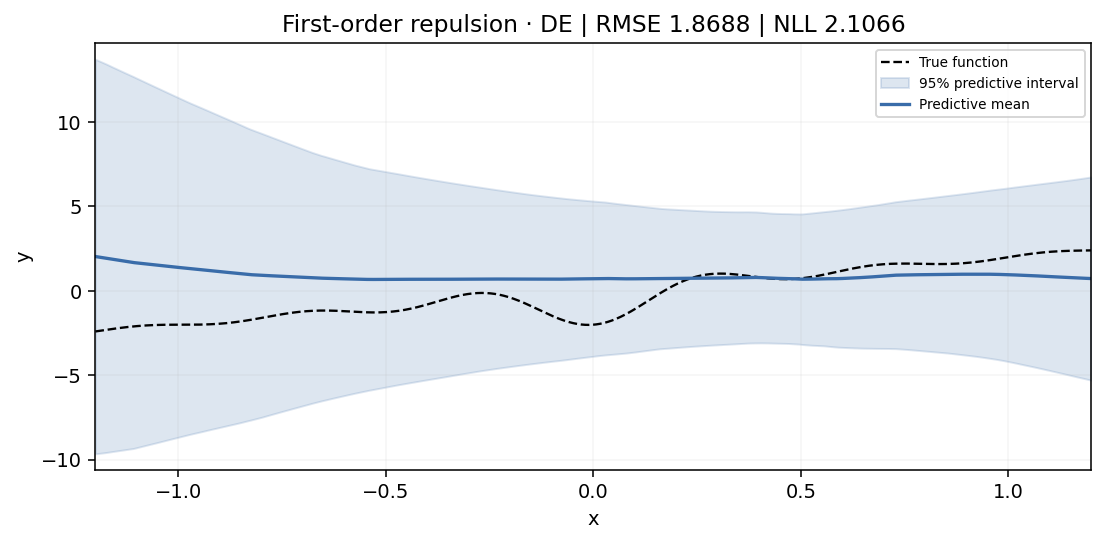 First-order repulsion · DE | RMSE 1.8688 | NLL 2.1066
True function
95% predictive interval
Predictive mean
10
5
0
−5
−10
y
−1.0 −0.5 0.0 0.5 1.0
x